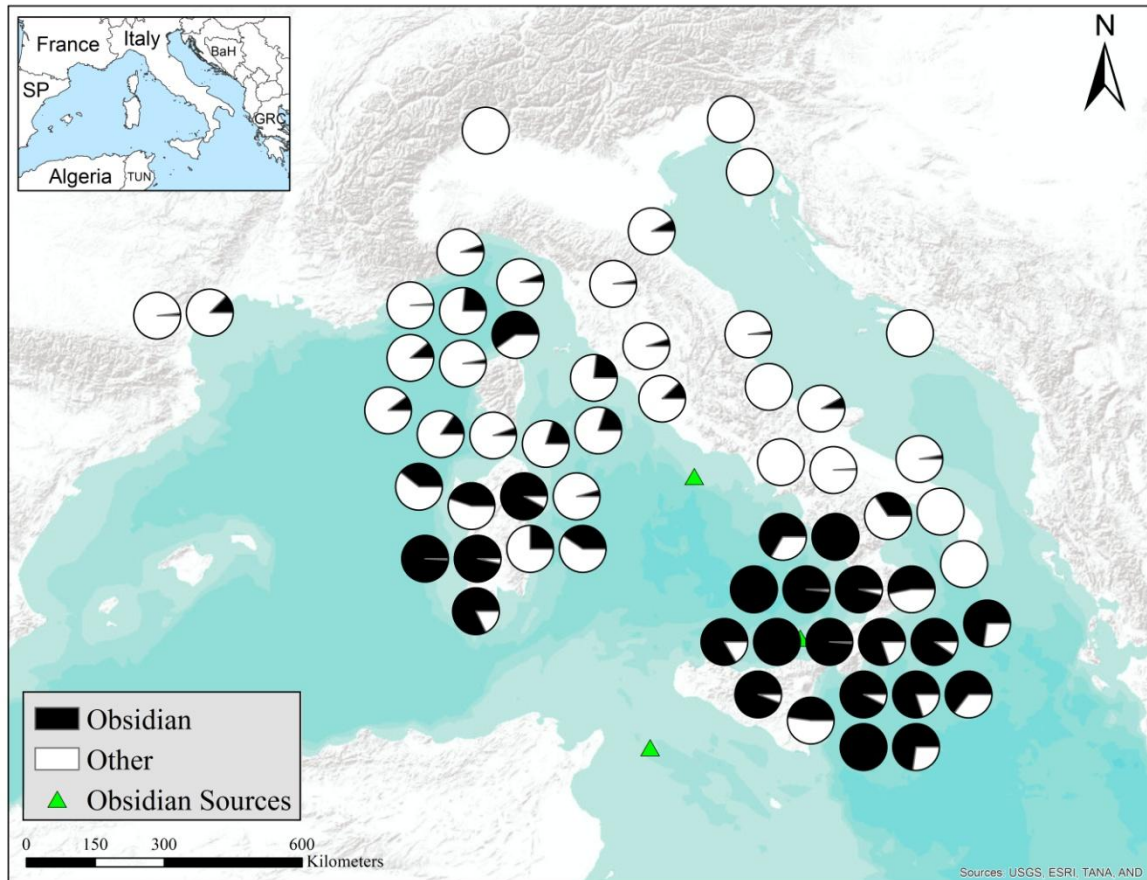 France
Italy
BaH
SP
GRC
Algeria
TUN
N
Obsidian
Other
Obsidian Sources
0 150 300 600
Kilometers
Sources: USGS, ESRI, TANA, AND